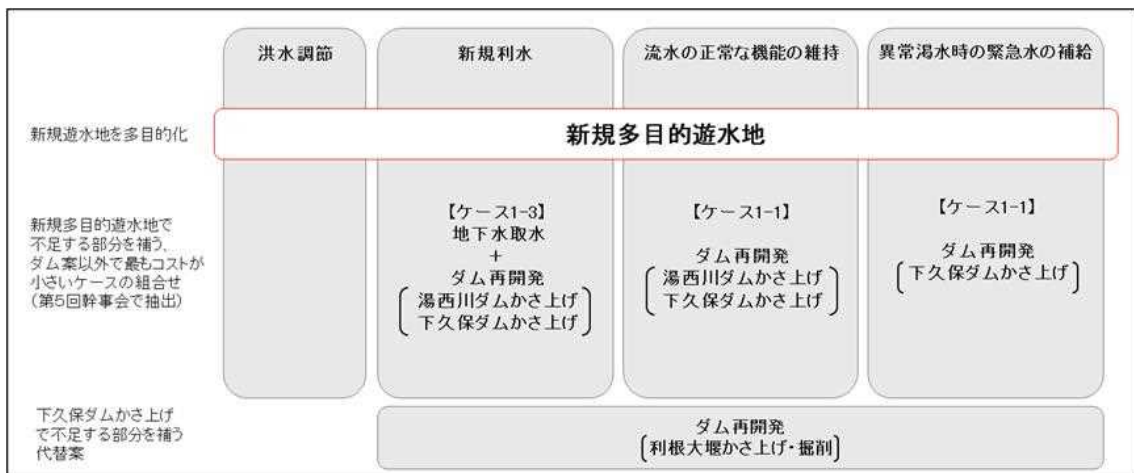 洪水調節
新規利水
流水の正常な機能の維持
異常渇水時の緊急水の補給
新規遊水地を多目的化
新規多目的遊水地
新規多目的遊水地で
不足する部分を補う、
ダム案以外で最もコストが
小さいケースの組合せ
(第5回幹事会で抽出)
【ケース1-3】
地下水取水
+
ダム再開発
湯西川ダムかさ上げ
下久保ダムかさ上げ
【ケース1-1】
ダム再開発
湯西川ダムかさ上げ
下久保ダムかさ上げ
【ケース1-1】
ダム再開発
下久保ダムかさ上げ
下久保ダムかさ上げ
で不足する部分を補う
代替案
ダム再開発
利根大堰かさ上げ・掘削